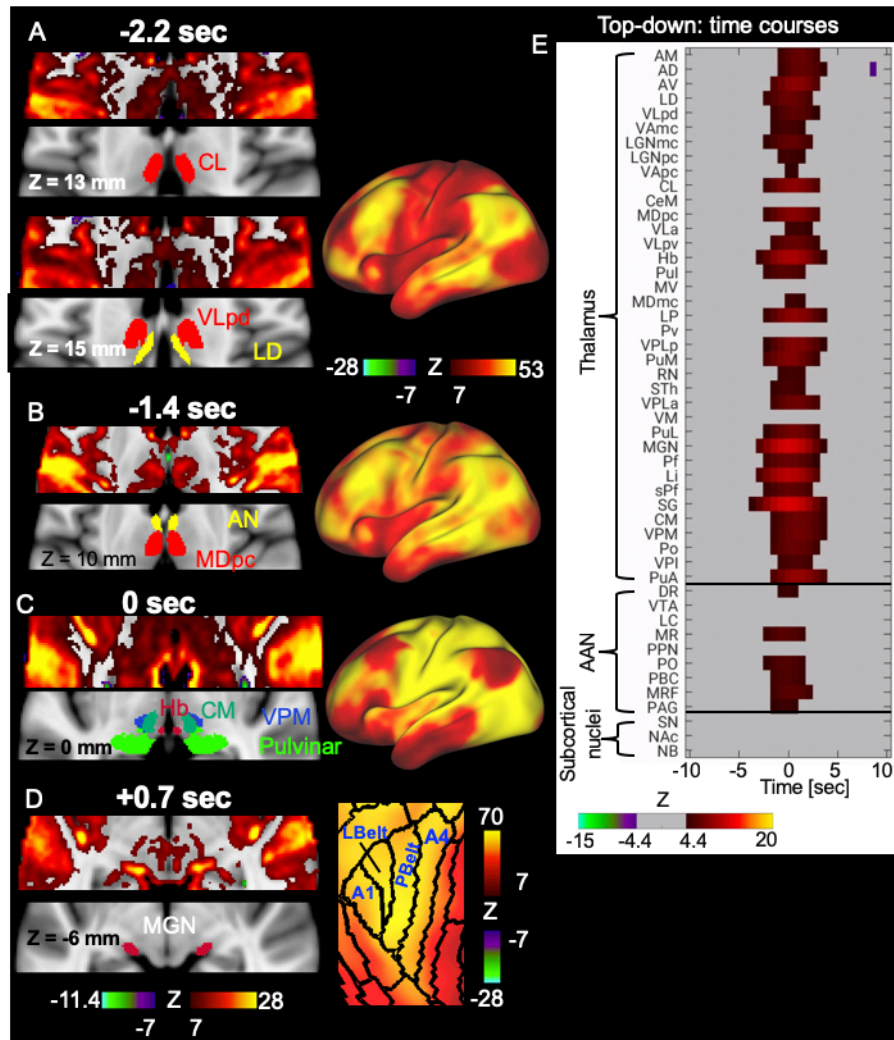 A
-2.2 sec
CL
Z = 13 mm
VLpd
LD
Z = 15 mm
-28
Z
53
-7
7
B
-1.4 sec
AN
MDpc
Z = 10 mm
C
0 sec
Hb
CM
VPM
Pulvinar
Z = 0 mm
D
+0.7 sec
MGN
Z = -6 mm
-11.4
Z
28
-7
7
LBelt
A4
PBelt
A1
70
7
Z
-7
-28
E
Top-down: time courses
Thalamus
AM
AD
AV
LD
VLpd
VAmc
LGNmc
LGNpc
VApc
CL
CeM
MDpc
VLa
VLpv
Hb
Pul
MV
MDmc
LP
Pv
VPLp
PuM
RN
STh
VPLa
VM
PuL
MGN
Pf
Li
sPf
SG
CM
VPM
Po
VPI
PuA
AAN
DR
VTA
LC
MR
PPN
PO
PBC
MRF
PAG
Subcortical
nuclei
SN
NAc
NB
-10
-5
0
5
10
Time [sec]
Z
-15
-4.4
4.4
20